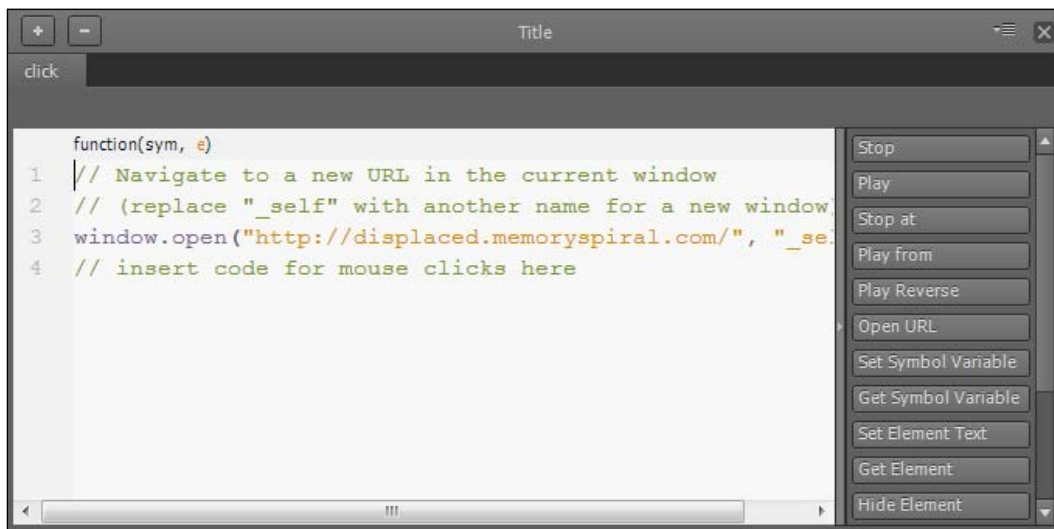 + - Title
click
function(sym, e)
1 // Navigate to a new URL in the current window
2 // (replace "_self" with another name for a new window)
3 window.open("http://displaced.memoryspiral.com/", "_sel
4 // insert code for mouse clicks here
Stop
Play
Stop at
Play from
Play Reverse
Open URL
Set Symbol Variable
Get Symbol Variable
Set Element Text
Get Element
Hide Element